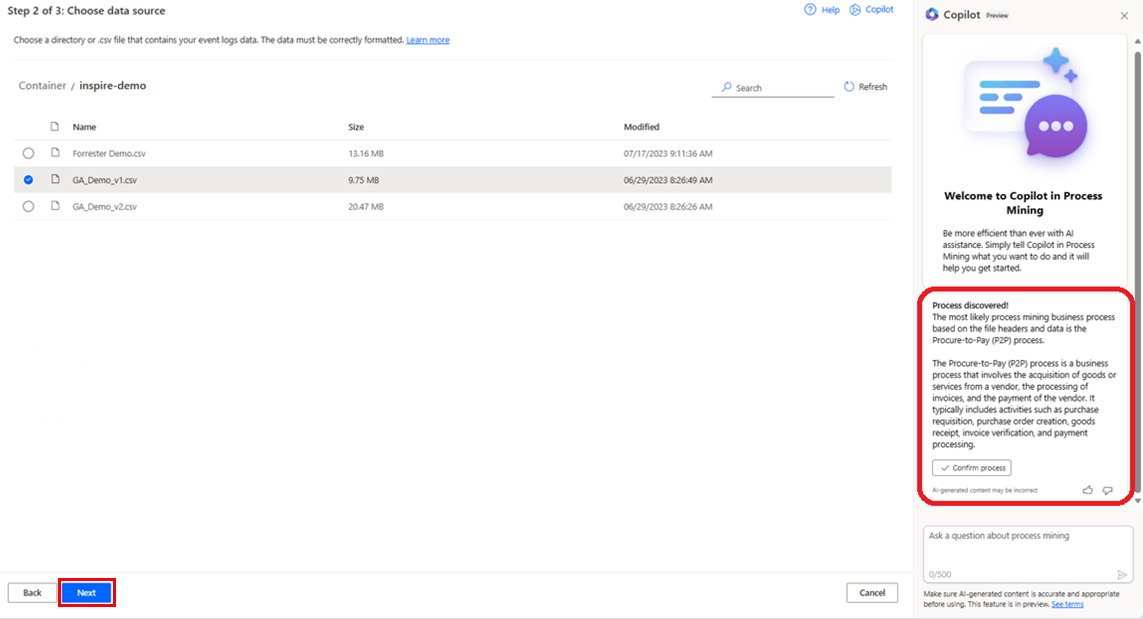 Step 2 of 3: Choose data source
Help
Copilot
Choose a directory or .csv file that contains your event logs data. The data must be correctly formatted. Learn more
Container / inspire-demo
Search
Refresh
Name Size Modified
Forrester Demo.csv 13.16 MB 07/17/2023 9:11:36 AM
GA_Demo_v1.csv 9.75 MB 06/29/2023 8:26:49 AM
GA_Demo_v2.csv 20.47 MB 06/29/2023 8:26:26 AM
Back
Next
Cancel
Copilot Preview
Welcome to Copilot in Process
Mining
Be more efficient than ever with AI
assistance. Simply tell Copilot in Process
Mining what you want to do and it will
help you get started.
Process discovered!
The most likely process mining business process
based on the file headers and data is the
Procure-to-Pay (P2P) process.
The Procure-to-Pay (P2P) process is a business
process that involves the acquisition of goods or
services from a vendor, the processing of
invoices, and the payment of the vendor. It
typically includes activities such as purchase
requisition, purchase order creation, goods
receipt, invoice verification, and payment
processing.
Confirm process
AI-generated content may be incorrect
Ask a question about process mining
0/500
Make sure AI-generated content is accurate and appropriate
before using. This feature is in preview. See terms